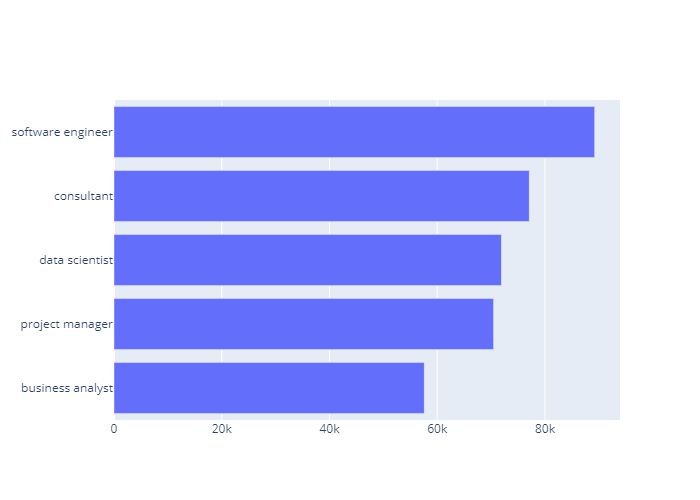 software engineer
consultant
data scientist
project manager
business analyst
0 20k 40k 60k 80k